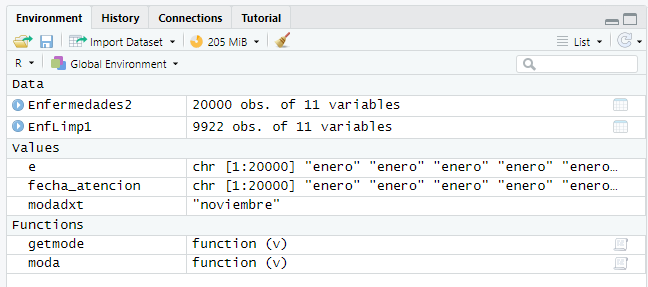 Environment History Connections Tutorial
Import Dataset 205 MiB List
R Global Environment
Data
Enfermedades2 20000 obs. of 11 variables
EnfLimp1 9922 obs. of 11 variables
Values
e chr [1:20000] "enero" "enero" "enero" "enero" "enero…
fecha_atencion chr [1:20000] "enero" "enero" "enero" "enero" "enero…
modadxt "noviembre"
Functions
getmode function (v)
moda function (v)